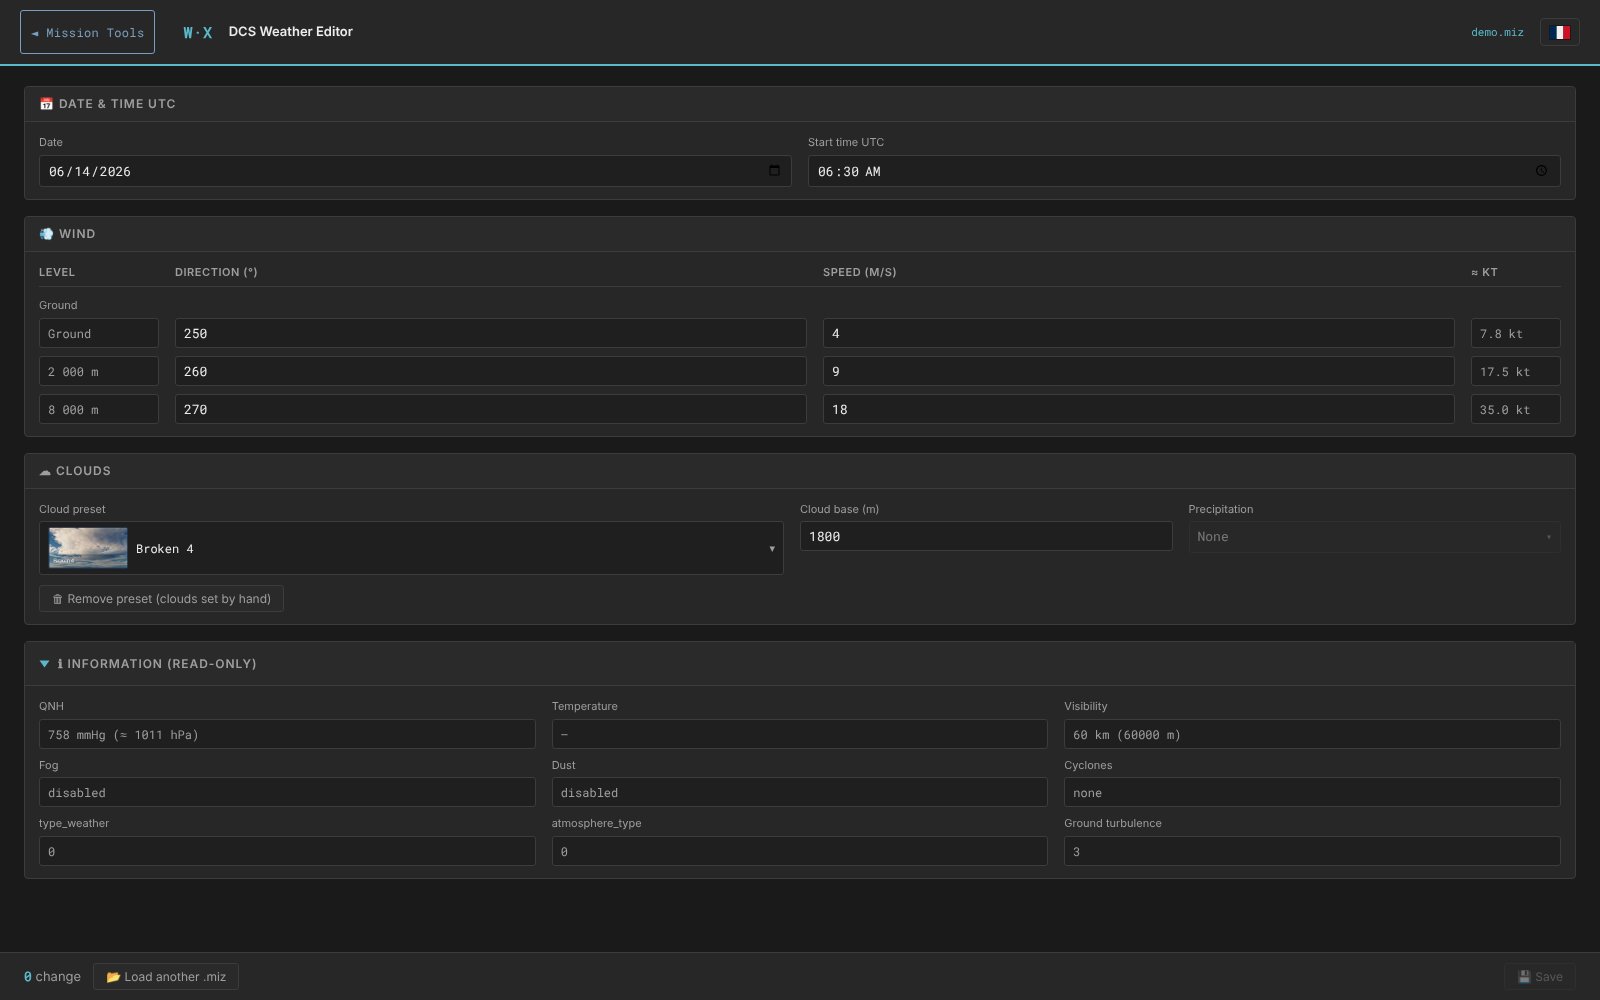 ◄ Mission Tools
W·X
DCS Weather Editor
demo.miz
📅 DATE & TIME UTC
Date
Start time UTC
06/14/2026
06:30 AM
💨 WIND
LEVEL
DIRECTION (°)
SPEED (M/S)
≈ KT
Ground
Ground
250
4
7.8 kt
2 000 m
260
9
17.5 kt
8 000 m
270
18
35.0 kt
☁ CLOUDS
Cloud preset
Cloud base (m)
Precipitation
Broken 4
1800
None
🗑 Remove preset (clouds set by hand)
▼ ℹ INFORMATION (READ-ONLY)
QNH
Temperature
Visibility
758 mmHg (≈ 1011 hPa)
—
60 km (60000 m)
Fog
Dust
Cyclones
disabled
disabled
none
type_weather
atmosphere_type
Ground turbulence
0
0
3
0 change
📂 Load another .miz
💾 Save